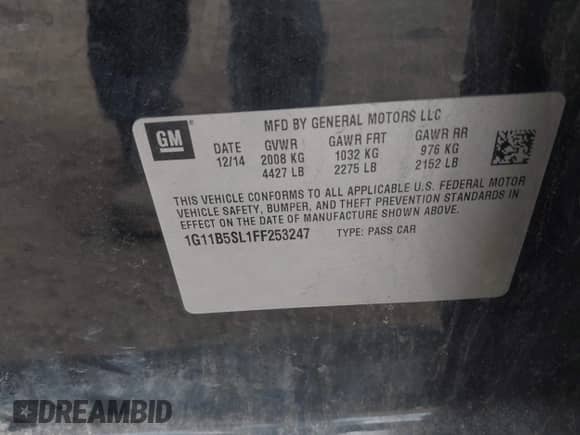 GM
MFD BY GENERAL MOTORS LLC
DATE GVWR GAWR FRT GAWR RR
12/14 2008 KG 1032 KG 976 KG
4427 LB 2275 LB 2152 LB
THIS VEHICLE CONFORMS TO ALL APPLICABLE U.S. FEDERAL MOTOR
VEHICLE SAFETY, BUMPER, AND THEFT PREVENTION STANDARDS IN
EFFECT ON THE DATE OF MANUFACTURE SHOWN ABOVE.
1G11B5SL1FF253247 TYPE: PASS CAR
DREAMBID